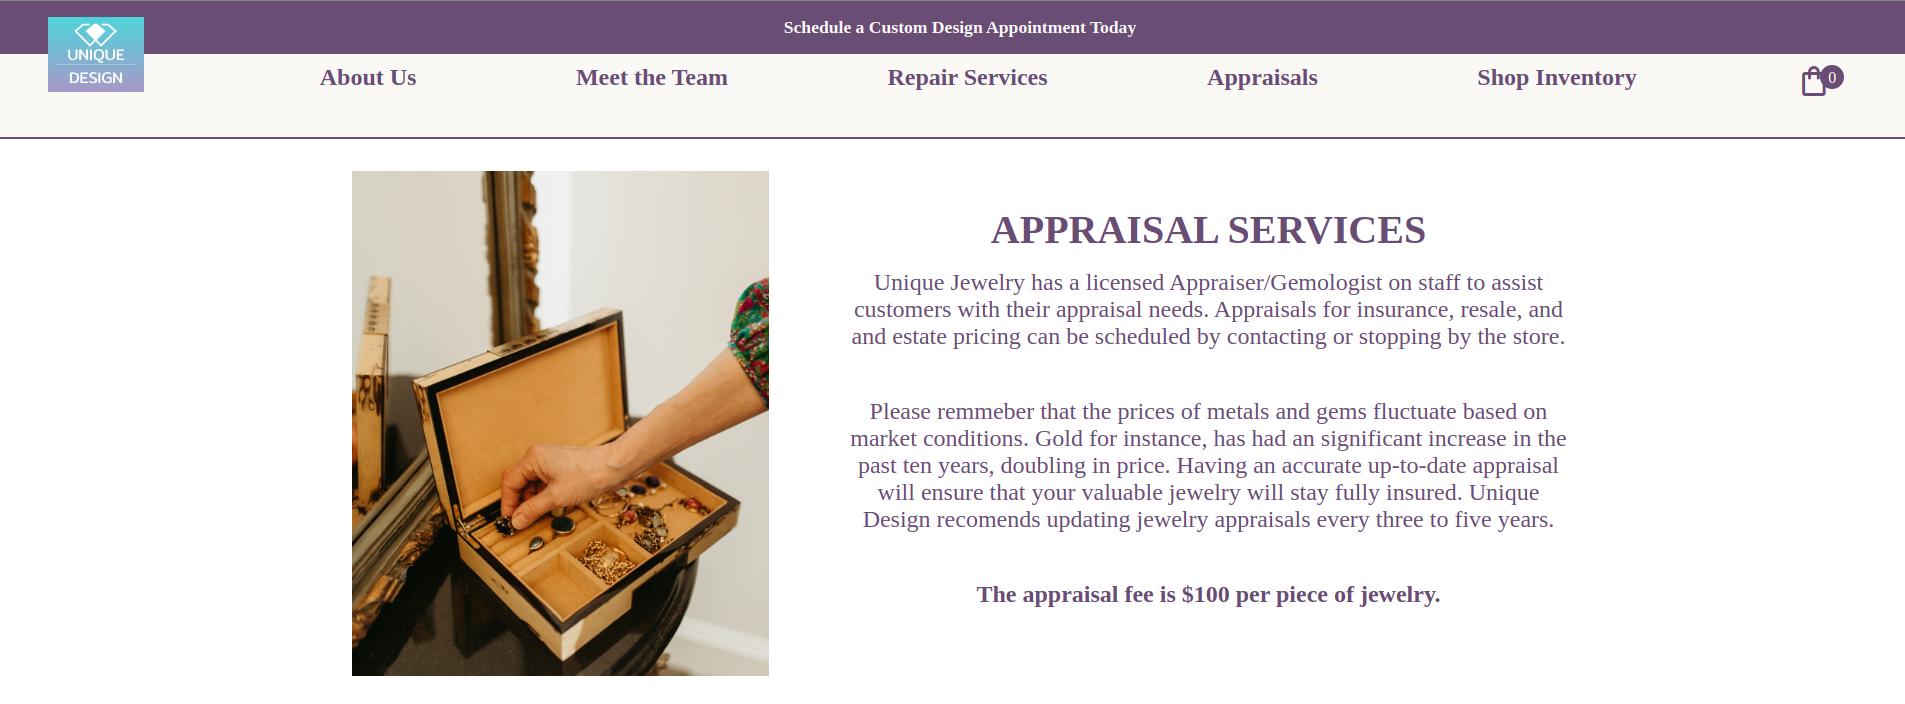 Schedule a Custom Design Appointment Today
UNIQUE
DESIGN
About Us
Meet the Team
Repair Services
Appraisals
Shop Inventory
0
APPRAISAL SERVICES
Unique Jewelry has a licensed Appraiser/Gemologist on staff to assist
customers with their appraisal needs. Appraisals for insurance, resale, and
and estate pricing can be scheduled by contacting or stopping by the store.
Please remmeber that the prices of metals and gems fluctuate based on
market conditions. Gold for instance, has had an significant increase in the
past ten years, doubling in price. Having an accurate up-to-date appraisal
will ensure that your valuable jewelry will stay fully insured. Unique
Design recomends updating jewelry appraisals every three to five years.
The appraisal fee is $100 per piece of jewelry.